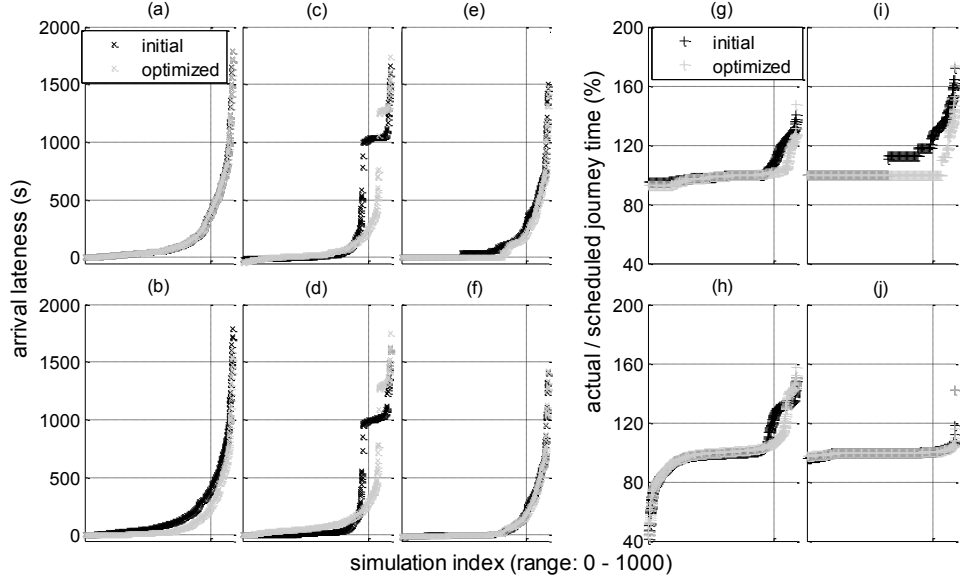 (a) (c) (e) (g) (i)
2000 200
initial initial
optimized optimized
1500 160
1000 120
500 80
0 40
(b) (d) (f) (h) (j)
2000 200
1500 160
1000 120
500 80
0 40
arrival lateness (s)
actual / scheduled journey time (%)
simulation index (range: 0 - 1000)